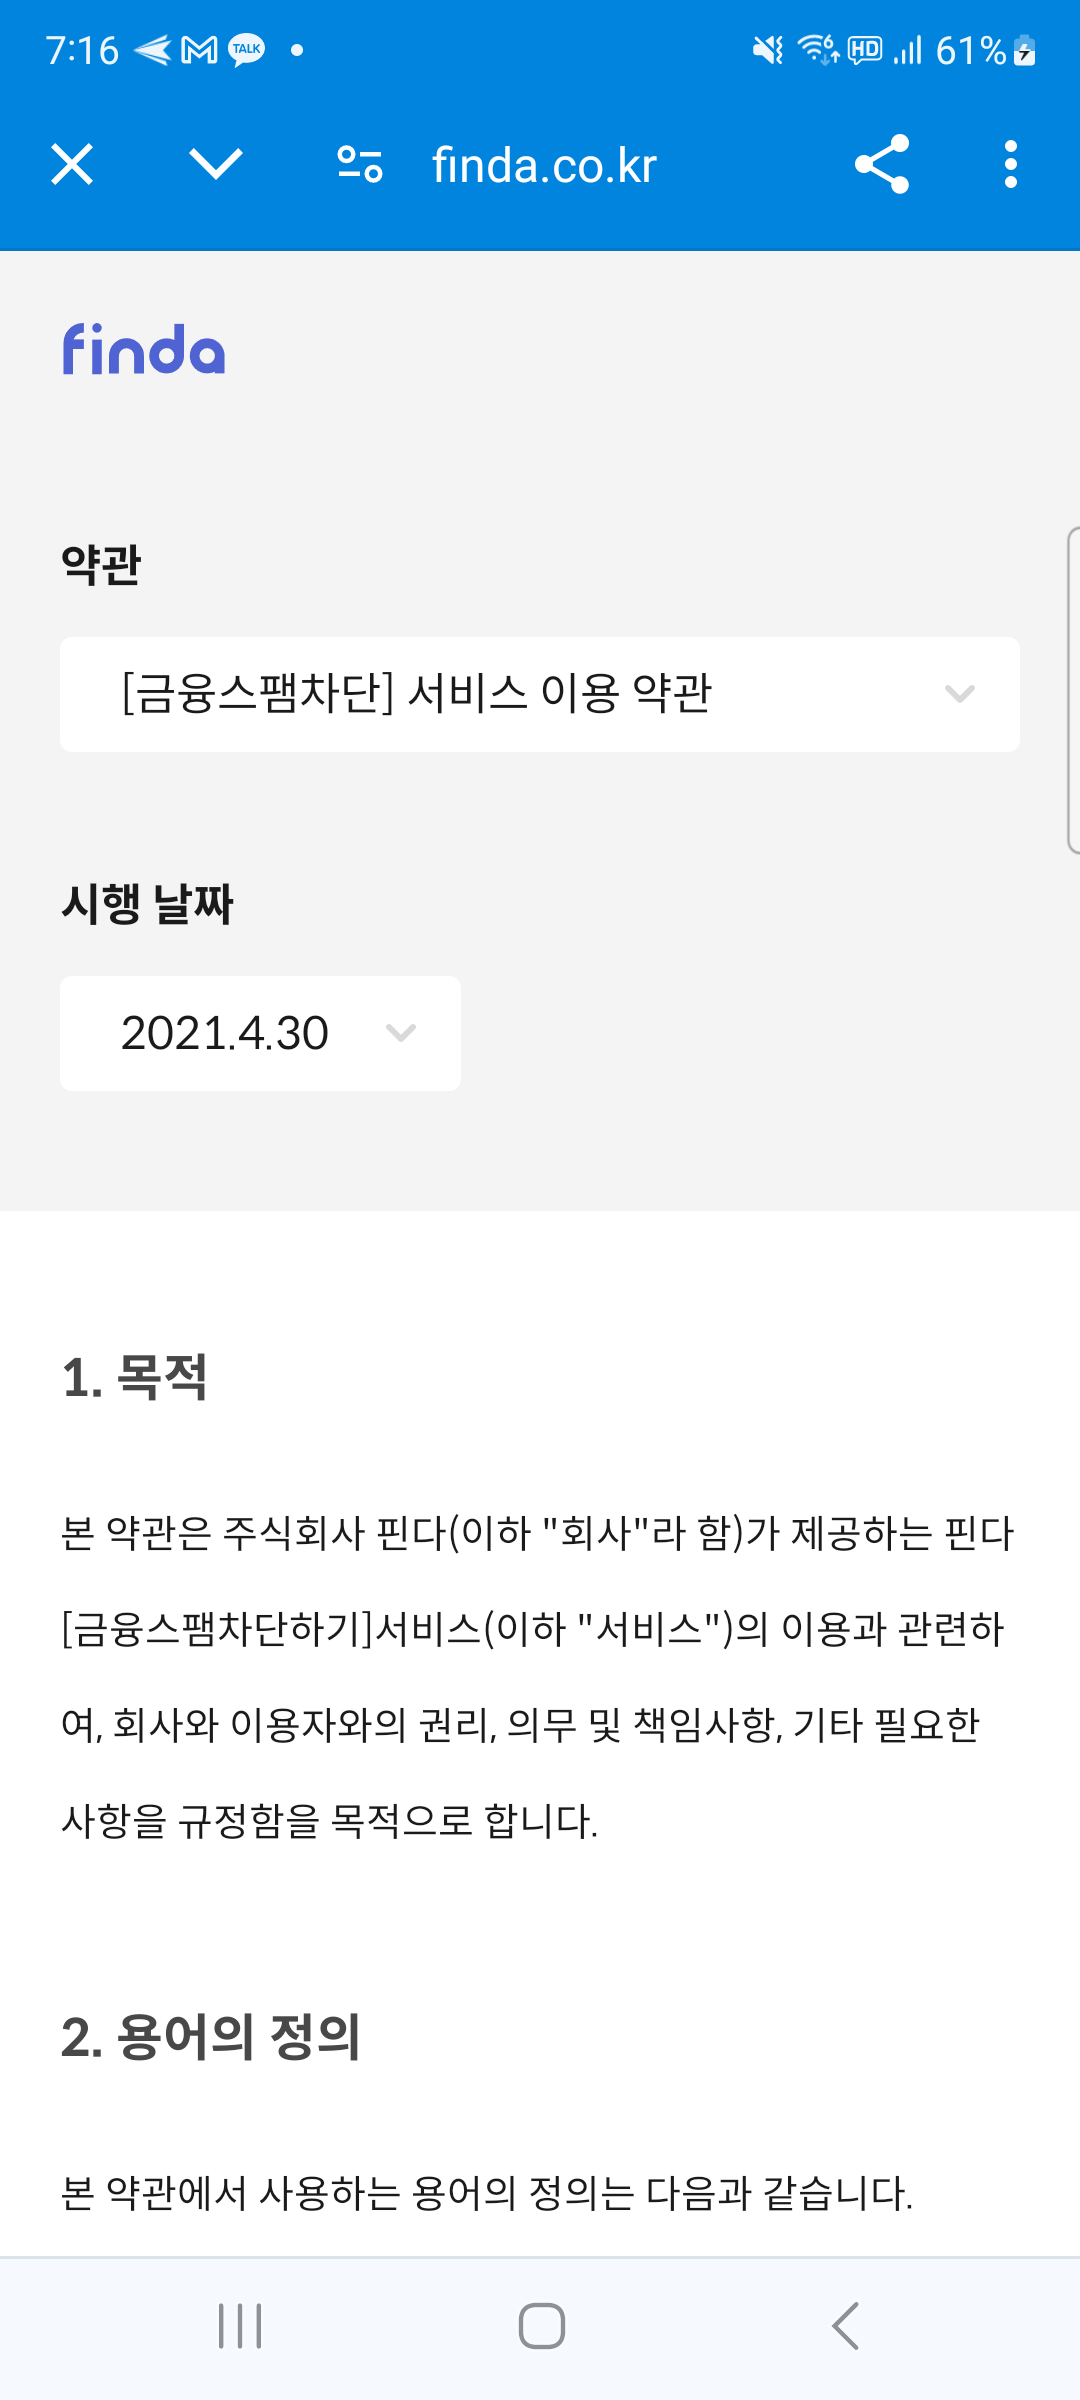 7:16
TALK
6
HD
61%
finda.co.kr
finda
약관
[금융스팸차단] 서비스 이용 약관
시행 날짜
2021.4.30
1. 목적
본 약관은 주식회사 핀다(이하 "회사"라 함)가 제공하는 핀다
[금융스팸차단하기]서비스(이하 "서비스")의 이용과 관련하
여, 회사와 이용자와의 권리, 의무 및 책임사항, 기타 필요한
사항을 규정함을 목적으로 합니다.
2. 용어의 정의
본 약관에서 사용하는 용어의 정의는 다음과 같습니다.